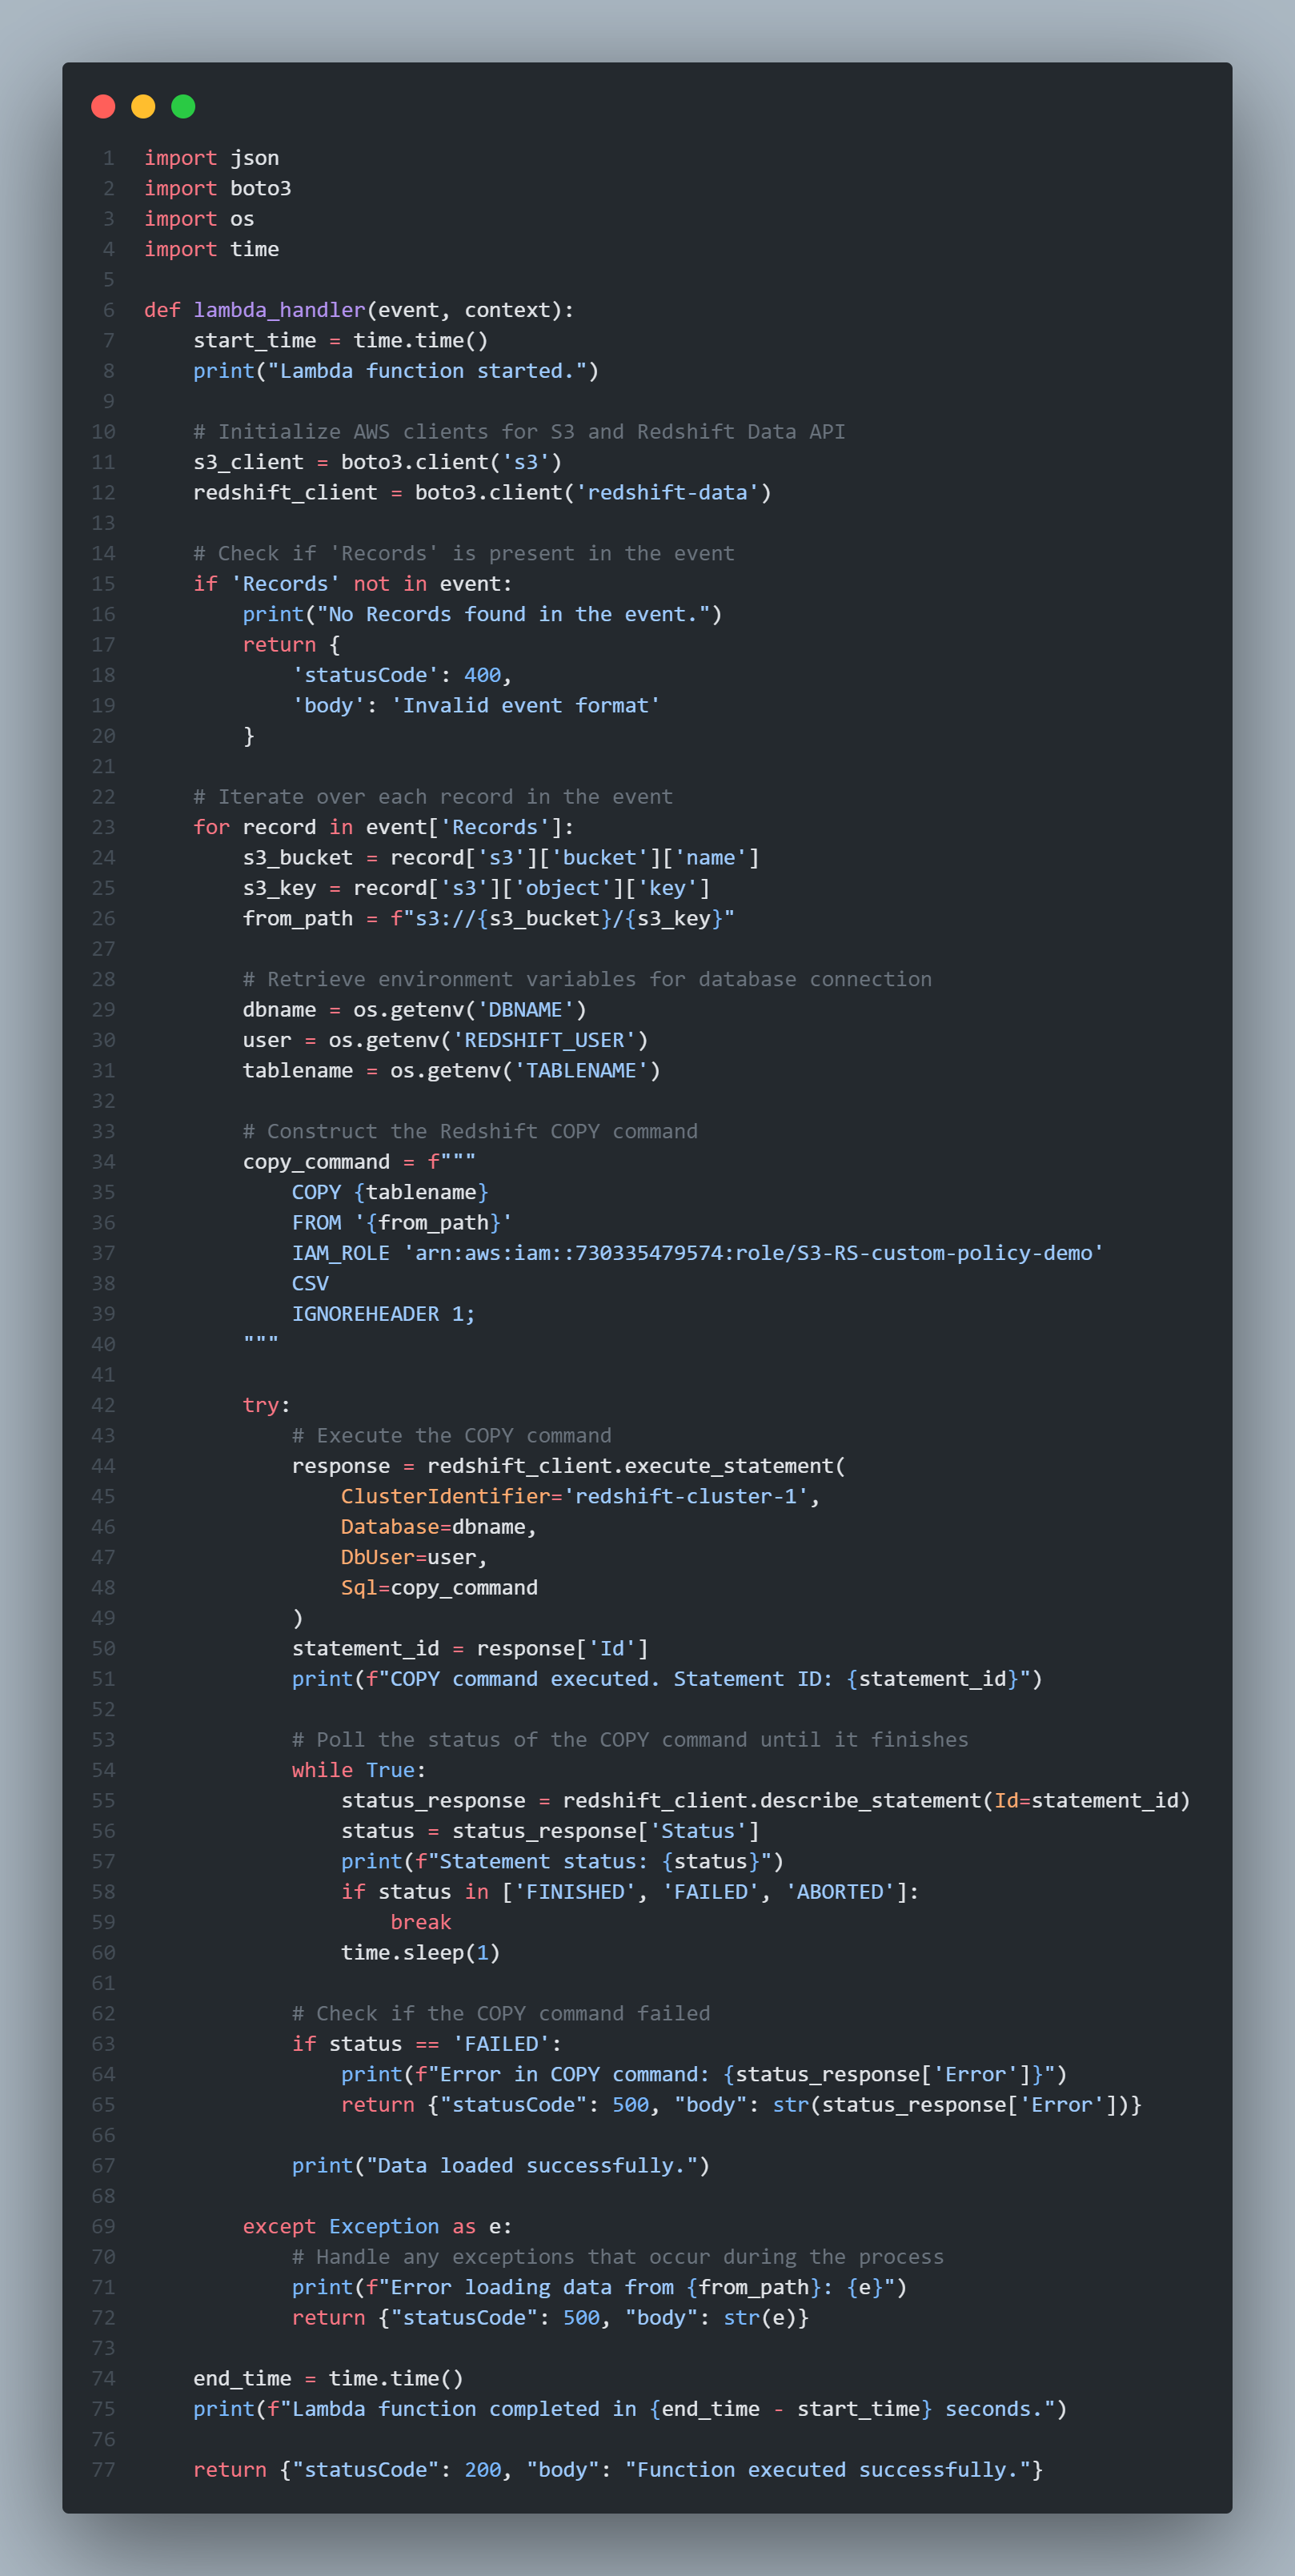 1 import json
2 import boto3
3 import os
4 import time
5
6 def lambda_handler(event, context):
7     start_time = time.time()
8     print("Lambda function started.")
9
10     # Initialize AWS clients for S3 and Redshift Data API
11     s3_client = boto3.client('s3')
12     redshift_client = boto3.client('redshift-data')
13
14     # Check if 'Records' is present in the event
15     if 'Records' not in event:
16         print("No Records found in the event.")
17         return {
18             'statusCode': 400,
19             'body': 'Invalid event format'
20         }
21
22     # Iterate over each record in the event
23     for record in event['Records']:
24         s3_bucket = record['s3']['bucket']['name']
25         s3_key = record['s3']['object']['key']
26         from_path = f"s3://{s3_bucket}/{s3_key}"
27
28         # Retrieve environment variables for database connection
29         dbname = os.getenv('DBNAME')
30         user = os.getenv('REDSHIFT_USER')
31         tablename = os.getenv('TABLENAME')
32
33         # Construct the Redshift COPY command
34         copy_command = f"""
35             COPY {tablename}
36             FROM '{from_path}'
37             IAM_ROLE 'arn:aws:iam::730335479574:role/S3-RS-custom-policy-demo'
38             CSV
39             IGNOREHEADER 1;
40         """
41
42         try:
43             # Execute the COPY command
44             response = redshift_client.execute_statement(
45                 ClusterIdentifier='redshift-cluster-1',
46                 Database=dbname,
47                 DbUser=user,
48                 Sql=copy_command
49             )
50             statement_id = response['Id']
51             print(f"COPY command executed. Statement ID: {statement_id}")
52
53             # Poll the status of the COPY command until it finishes
54             while True:
55                 status_response = redshift_client.describe_statement(Id=statement_id)
56                 status = status_response['Status']
57                 print(f"Statement status: {status}")
58                 if status in ['FINISHED', 'FAILED', 'ABORTED']:
59                     break
60                 time.sleep(1)
61
62             # Check if the COPY command failed
63             if status == 'FAILED':
64                 print(f"Error in COPY command: {status_response['Error']}")
65                 return {"statusCode": 500, "body": str(status_response['Error'])}
66
67             print("Data loaded successfully.")
68
69         except Exception as e:
70             # Handle any exceptions that occur during the process
71             print(f"Error loading data from {from_path}: {e}")
72             return {"statusCode": 500, "body": str(e)}
73
74     end_time = time.time()
75     print(f"Lambda function completed in {end_time - start_time} seconds.")
76
77     return {"statusCode": 200, "body": "Function executed successfully."}